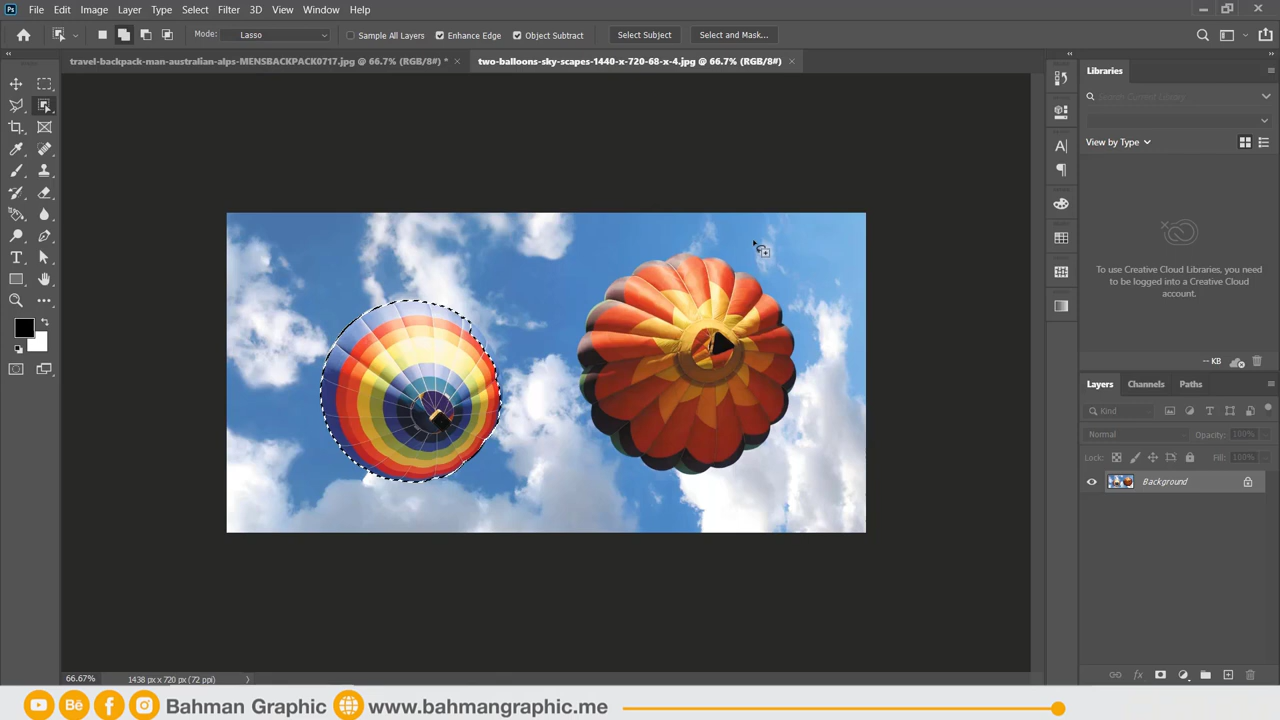 Ps File Edit Image Layer Type Select Filter 3D View Window Help
Mode: Lasso Sample All Layers Enhance Edge Object Subtract Select Subject Select and Mask...
travel-backpack-man-australian-alps-MENSBACKPACK0717.jpg @ 66.7% (RGB/8#) * two-balloons-sky-scapes-1440-x-720-68-x-4.jpg @ 66.7% (RGB/8#)
Libraries
Search Current Library
View by Type
To use Creative Cloud Libraries, you need
to be logged into a Creative Cloud
account.
-- KB
Layers Channels Paths
Kind
Normal Opacity: 100%
Lock: Fill: 100%
Background
66.67% 1438 px x 720 px (72 ppi)
Bē Bahman Graphic www.bahmangraphic.me